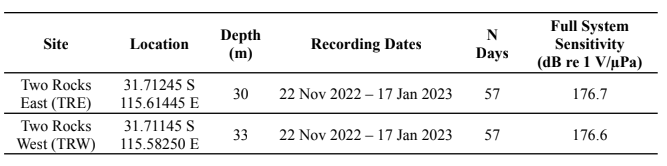 Site Location Depth (m) Recording Dates N Days Full System Sensitivity (dB re 1 V/μPa)
Two Rocks East (TRE) 31.71245 S 115.61445 E 30 22 Nov 2022 – 17 Jan 2023 57 176.7
Two Rocks West (TRW) 31.71145 S 115.58250 E 33 22 Nov 2022 – 17 Jan 2023 57 176.6